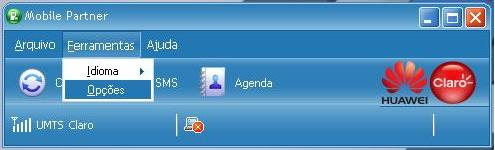 Mobile Partner
Arquivo Ferramentas Ajuda
Idioma
C SMS Agenda
Opções
HUAWEI Claro
UMTS Claro